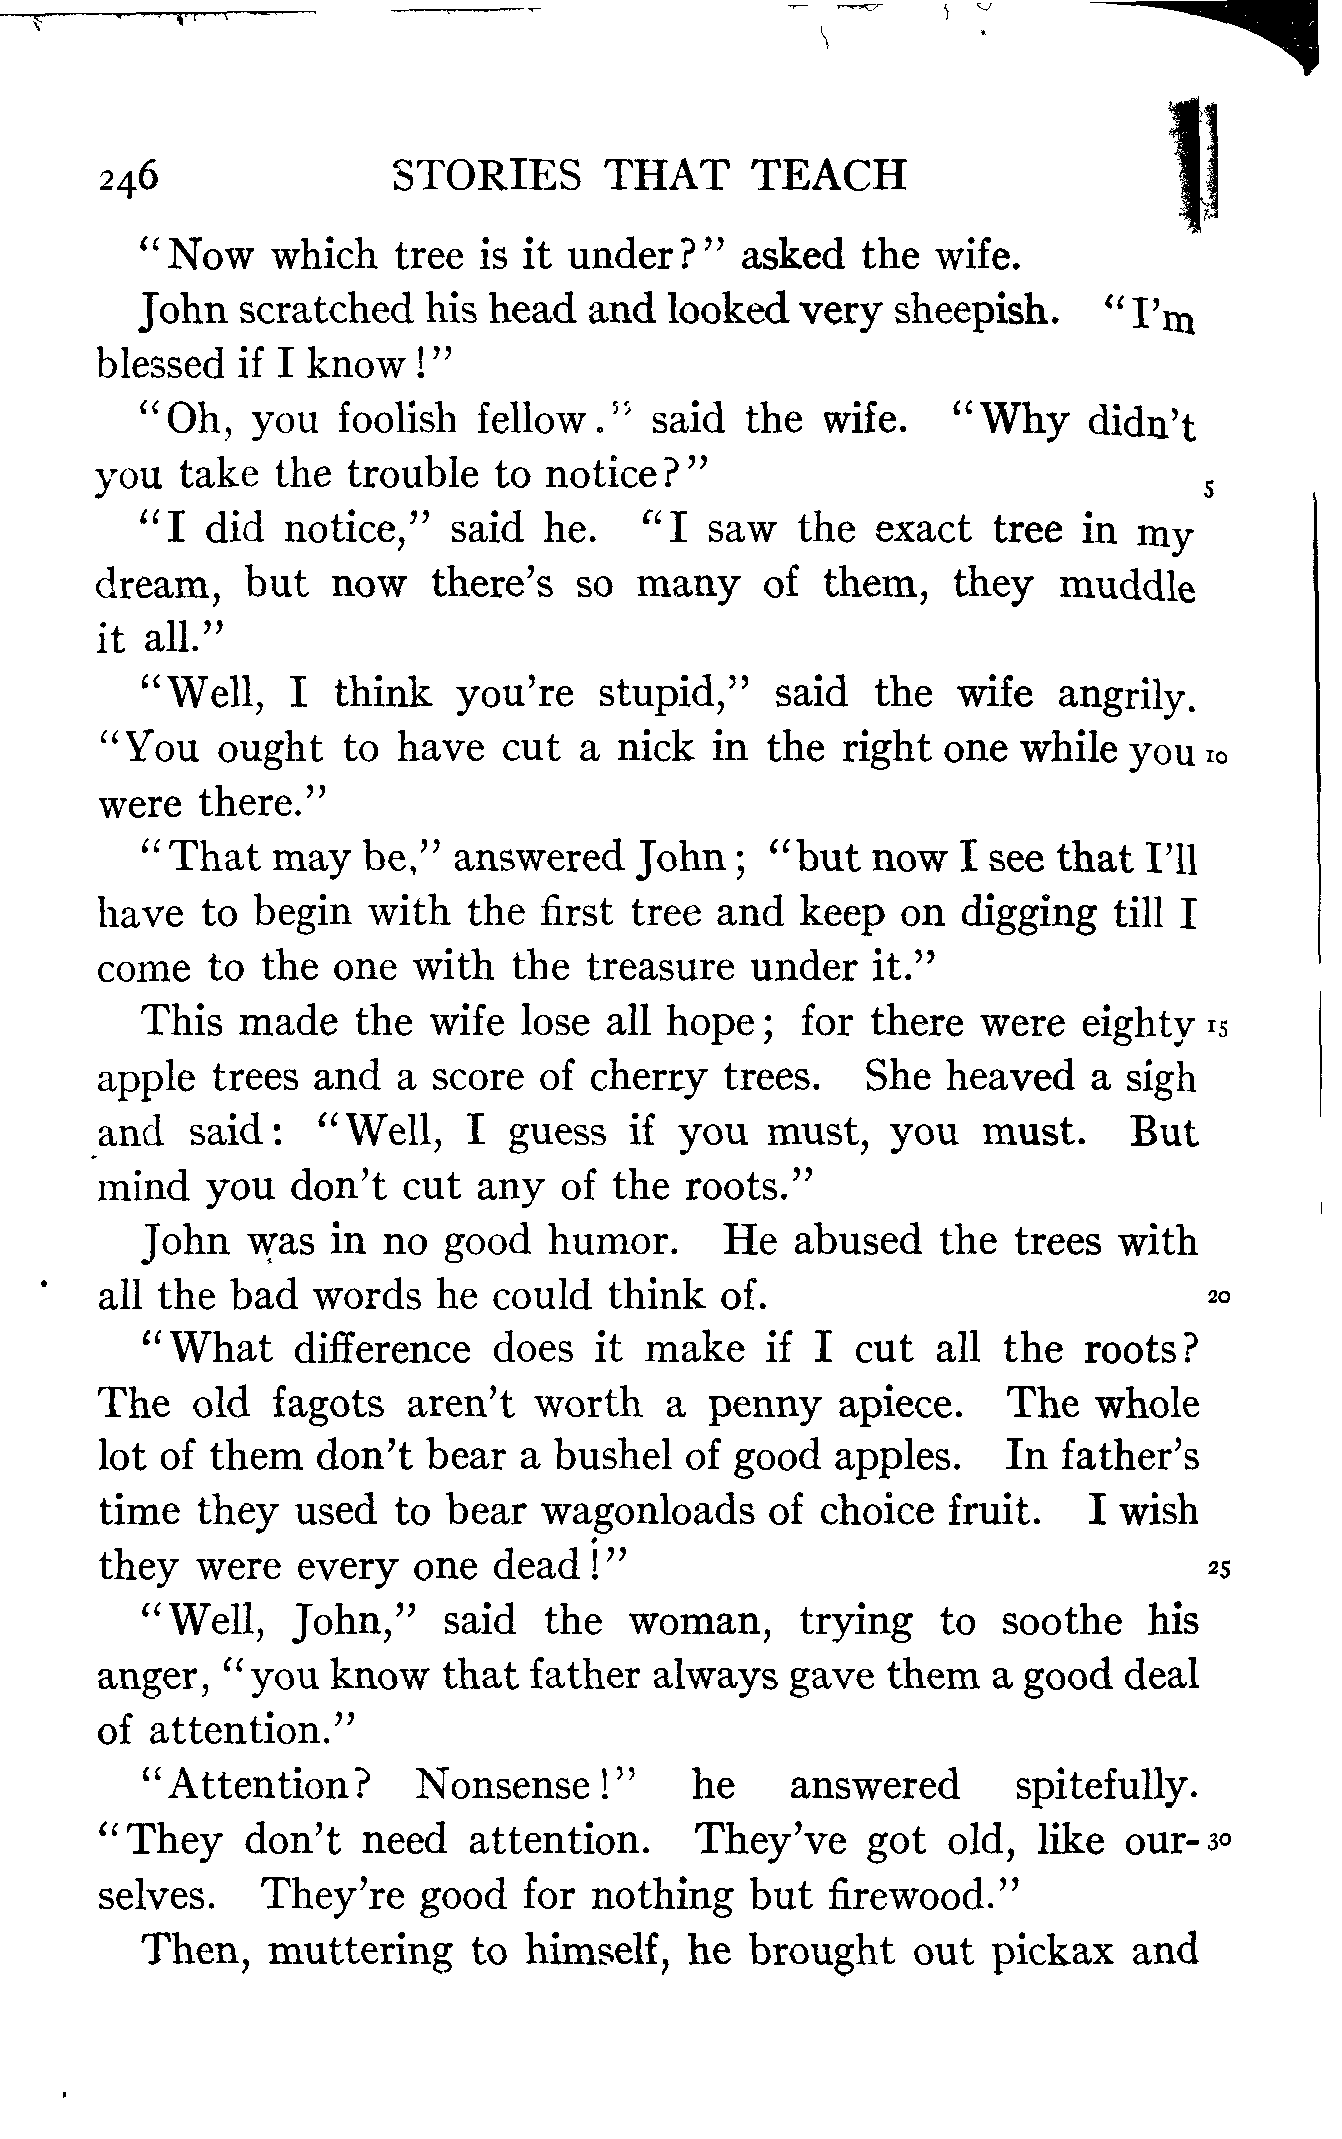 246 STORIES THAT TEACH
"Now which tree is it under?" asked the wife.
John scratched his head and looked very sheepish. "I'm
blessed if I know!"
"Oh, you foolish fellow." said the wife. "Why didn't
you take the trouble to notice?" 5
"I did notice," said he. "I saw the exact tree in my
dream, but now there's so many of them, they muddle
it all."
"Well, I think you're stupid," said the wife angrily.
"You ought to have cut a nick in the right one while you 10
were there."
"That may be," answered John; "but now I see that I'll
have to begin with the first tree and keep on digging till I
come to the one with the treasure under it."
This made the wife lose all hope; for there were eighty 15
apple trees and a score of cherry trees. She heaved a sigh
and said: "Well, I guess if you must, you must. But
mind you don't cut any of the roots."
John was in no good humor. He abused the trees with
all the bad words he could think of. 20
"What difference does it make if I cut all the roots?
The old fagots aren't worth a penny apiece. The whole
lot of them don't bear a bushel of good apples. In father's
time they used to bear wagonloads of choice fruit. I wish
they were every one dead!" 25
"Well, John," said the woman, trying to soothe his
anger, "you know that father always gave them a good deal
of attention."
"Attention? Nonsense!" he answered spitefully.
"They don't need attention. They've got old, like our- 30
selves. They're good for nothing but firewood."
Then, muttering to himself, he brought out pickax and